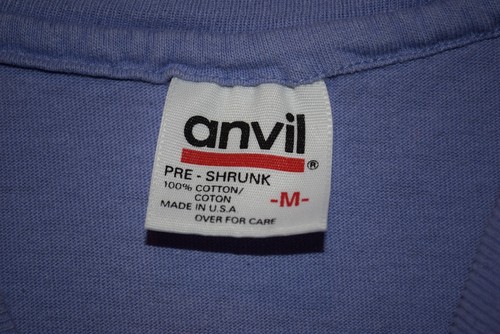 anvil®
PRE - SHRUNK
100% COTTON/
COTON
-M-
MADE IN U.S.A
OVER FOR CARE